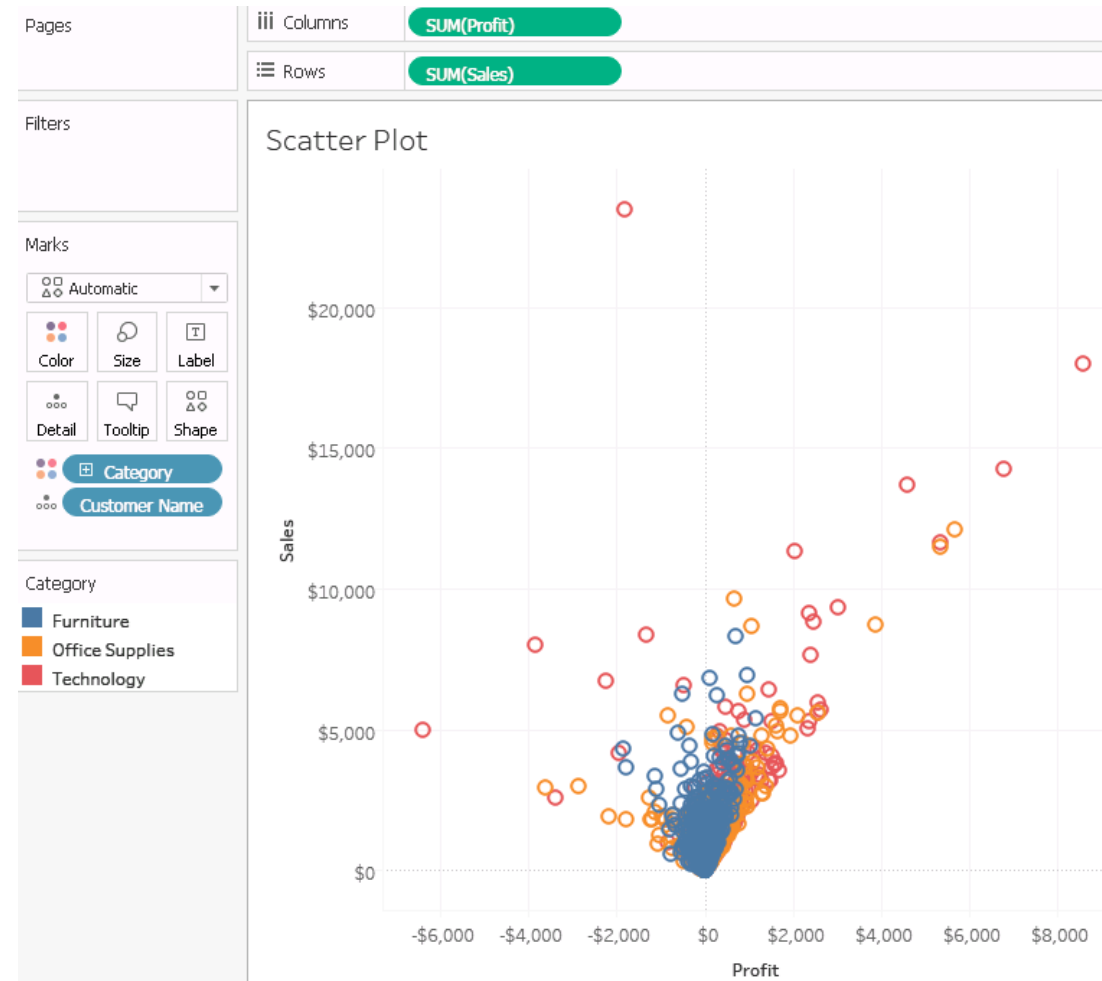 Pages
Columns
SUM(Profit)
Rows
SUM(Sales)
Filters
Marks
Automatic
Color
Size
T
Label
Detail
Tooltip
Shape
Category
Customer Name
Category
Furniture
Office Supplies
Technology
Scatter Plot
Sales
$20,000
$15,000
$10,000
$5,000
$0
-$6,000 -$4,000 -$2,000 $0 $2,000 $4,000 $6,000 $8,000
Profit